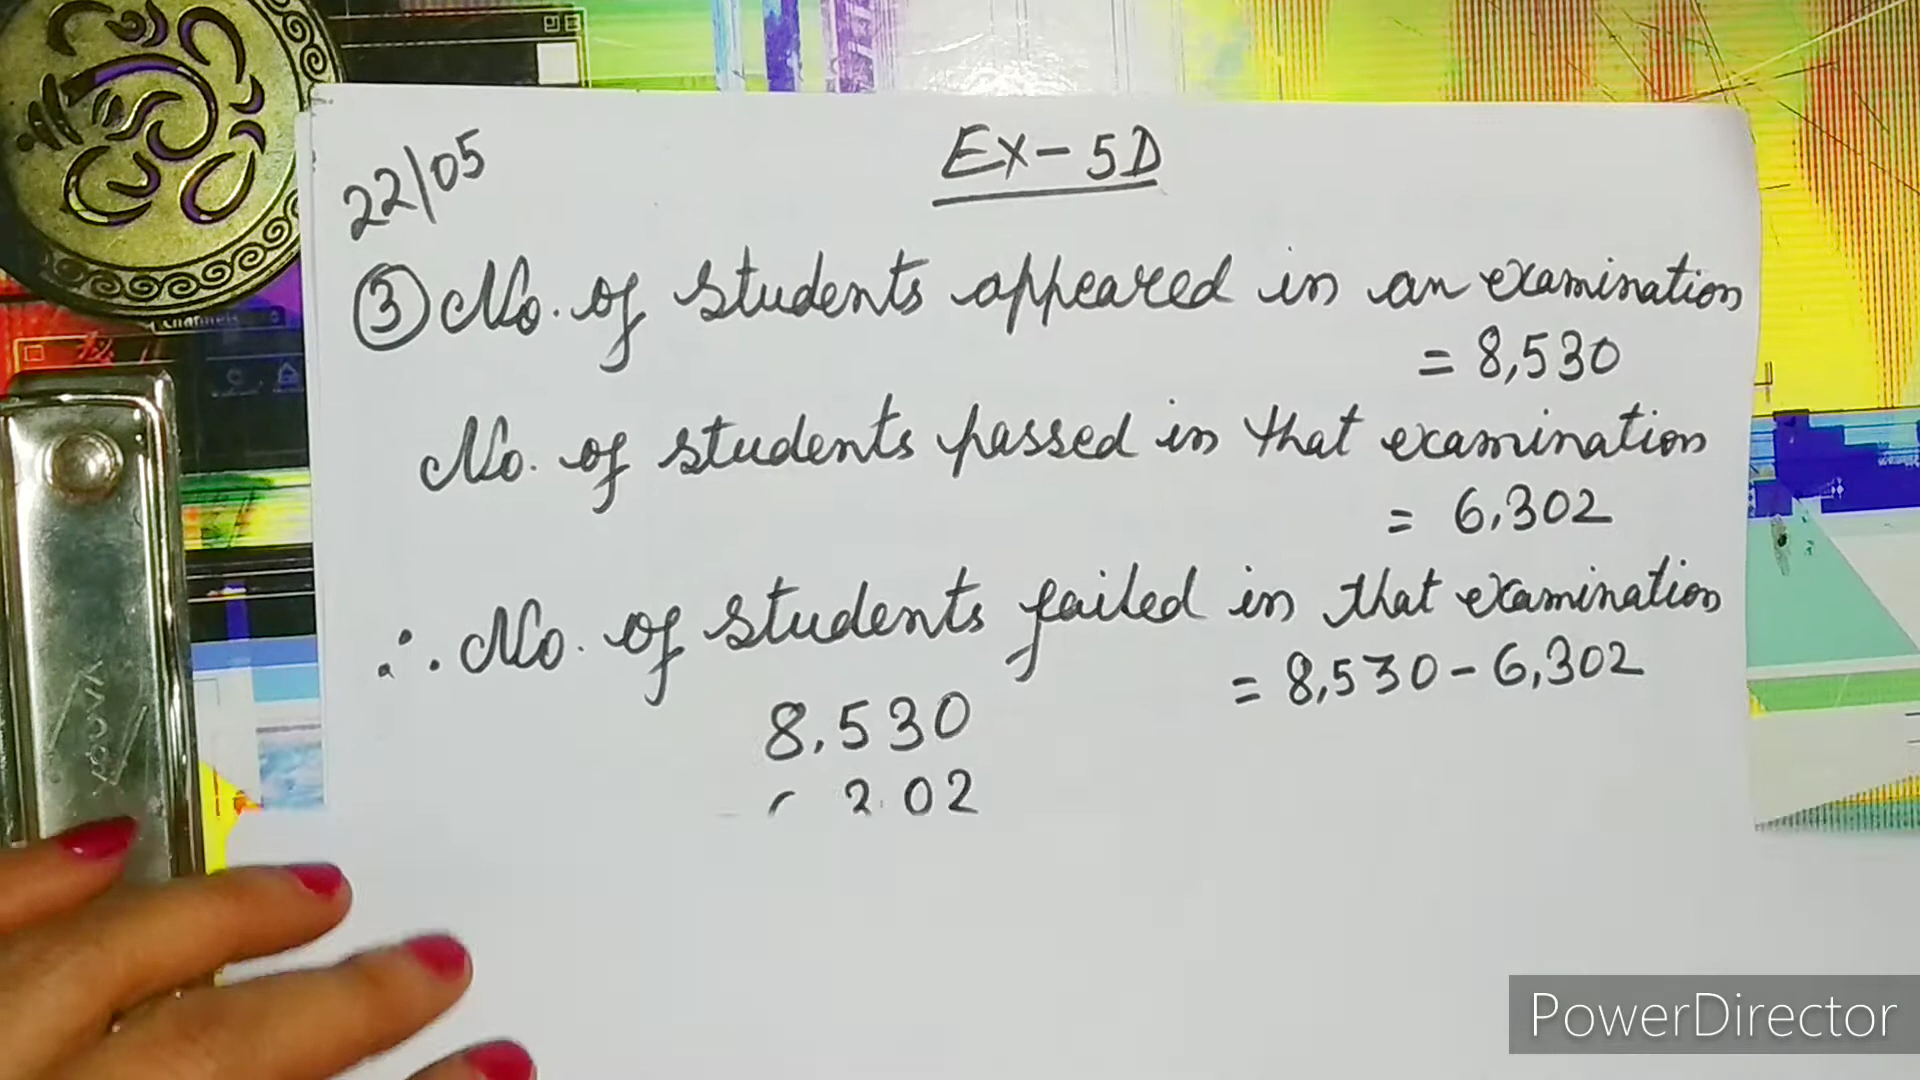 22/05
Ex-5D
③ No. of students appeared in an examination
= 8,530
No. of students passed in that examination
= 6,302
∴ No. of students failed in that examination
= 8,530 - 6,302
8,530
02
PowerDirector